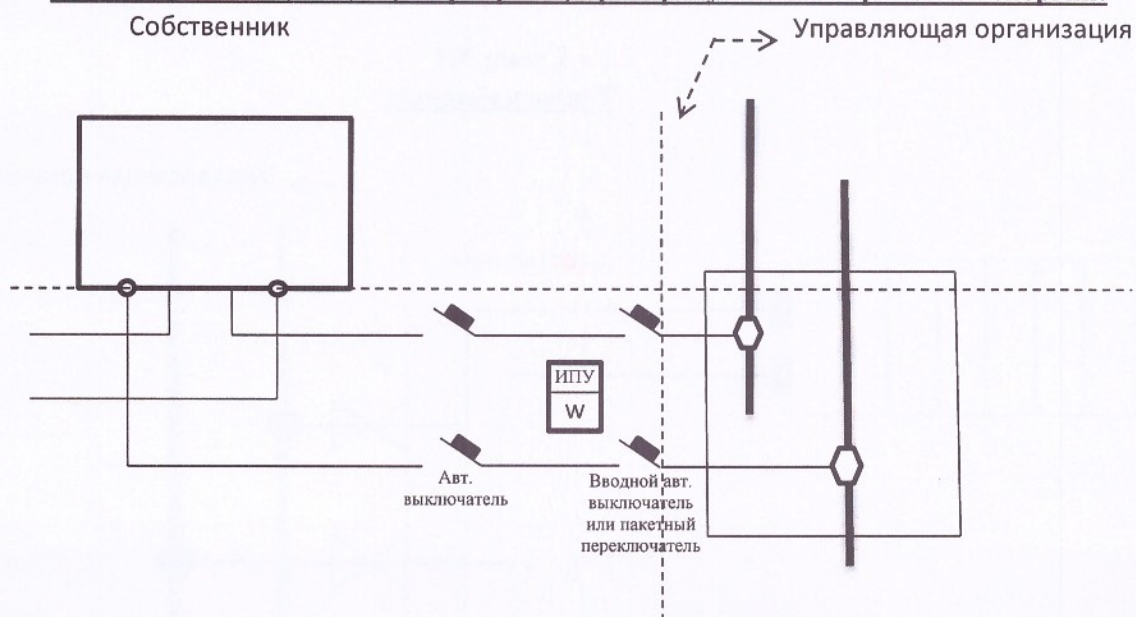 Собственник
Управляющая организация
ИПУ
W
Авт.
выключатель
Вводной авт.
выключатель
или пакетный
переключатель